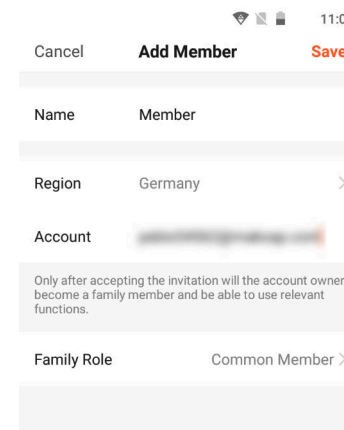 11:0
Cancel Add Member Save
Name Member
Region Germany
Account
Only after accepting the invitation will the account owner
become a family member and be able to use relevant
functions.
Family Role Common Member